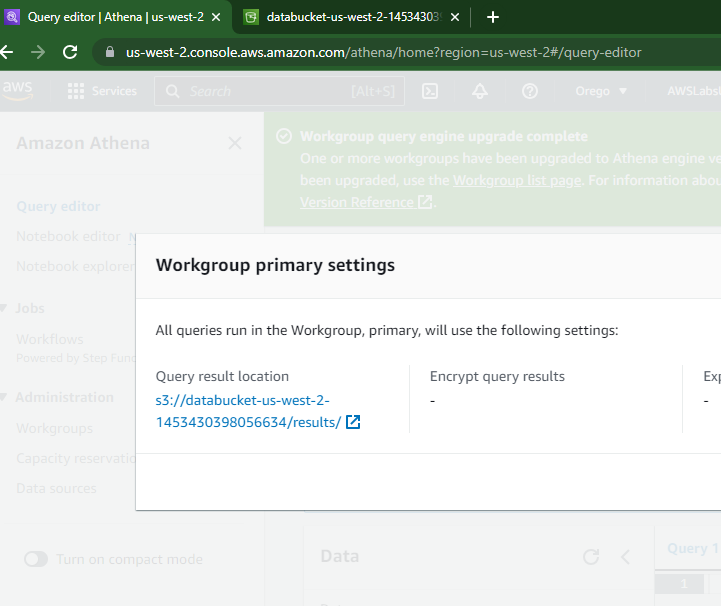 Query editor | Athena | us-west-2
databucket-us-west-2-145343039
us-west-2.console.aws.amazon.com/athena/home?region=us-west-2#/query-editor
aws
Services
Search
[Alt+S]
Orego
AWSLabs
Amazon Athena
Workgroup query engine upgrade complete
One or more workgroups have been upgraded to Athena engine ve
been upgraded, use the Workgroup list page. For information abou
Version Reference
Query editor
Notebook editor N
Notebook explorer
Jobs
Workflows
Powered by Step Func
Administration
Workgroups
Capacity reservatio
Data sources
Turn on compact mode
Workgroup primary settings
All queries run in the Workgroup, primary, will use the following settings:
Query result location
s3://databucket-us-west-2-
1453430398056634/results/
Encrypt query results
-
Exp
-
Data
Query 1
1